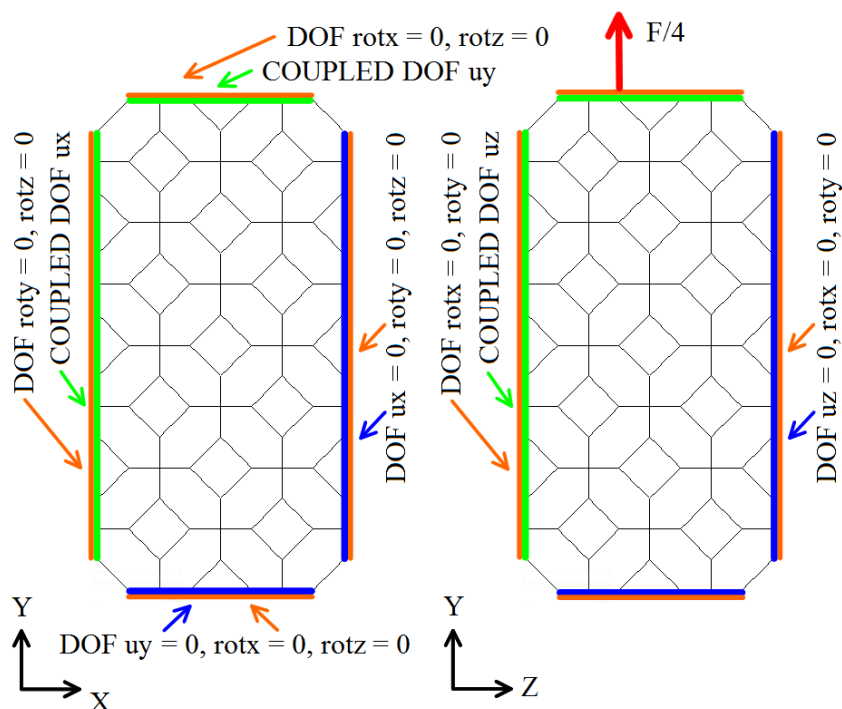 DOF rotx = 0, rotz = 0
COUPLED DOF uy
F/4
DOF roty = 0, rotz = 0
COUPLED DOF ux
DOF ux = 0, roty = 0, rotz = 0
DOF rotx = 0, roty = 0
COUPLED DOF uz
DOF uz = 0, rotx = 0, roty = 0
Y
X
DOF uy = 0, rotx = 0, rotz = 0
Y
Z